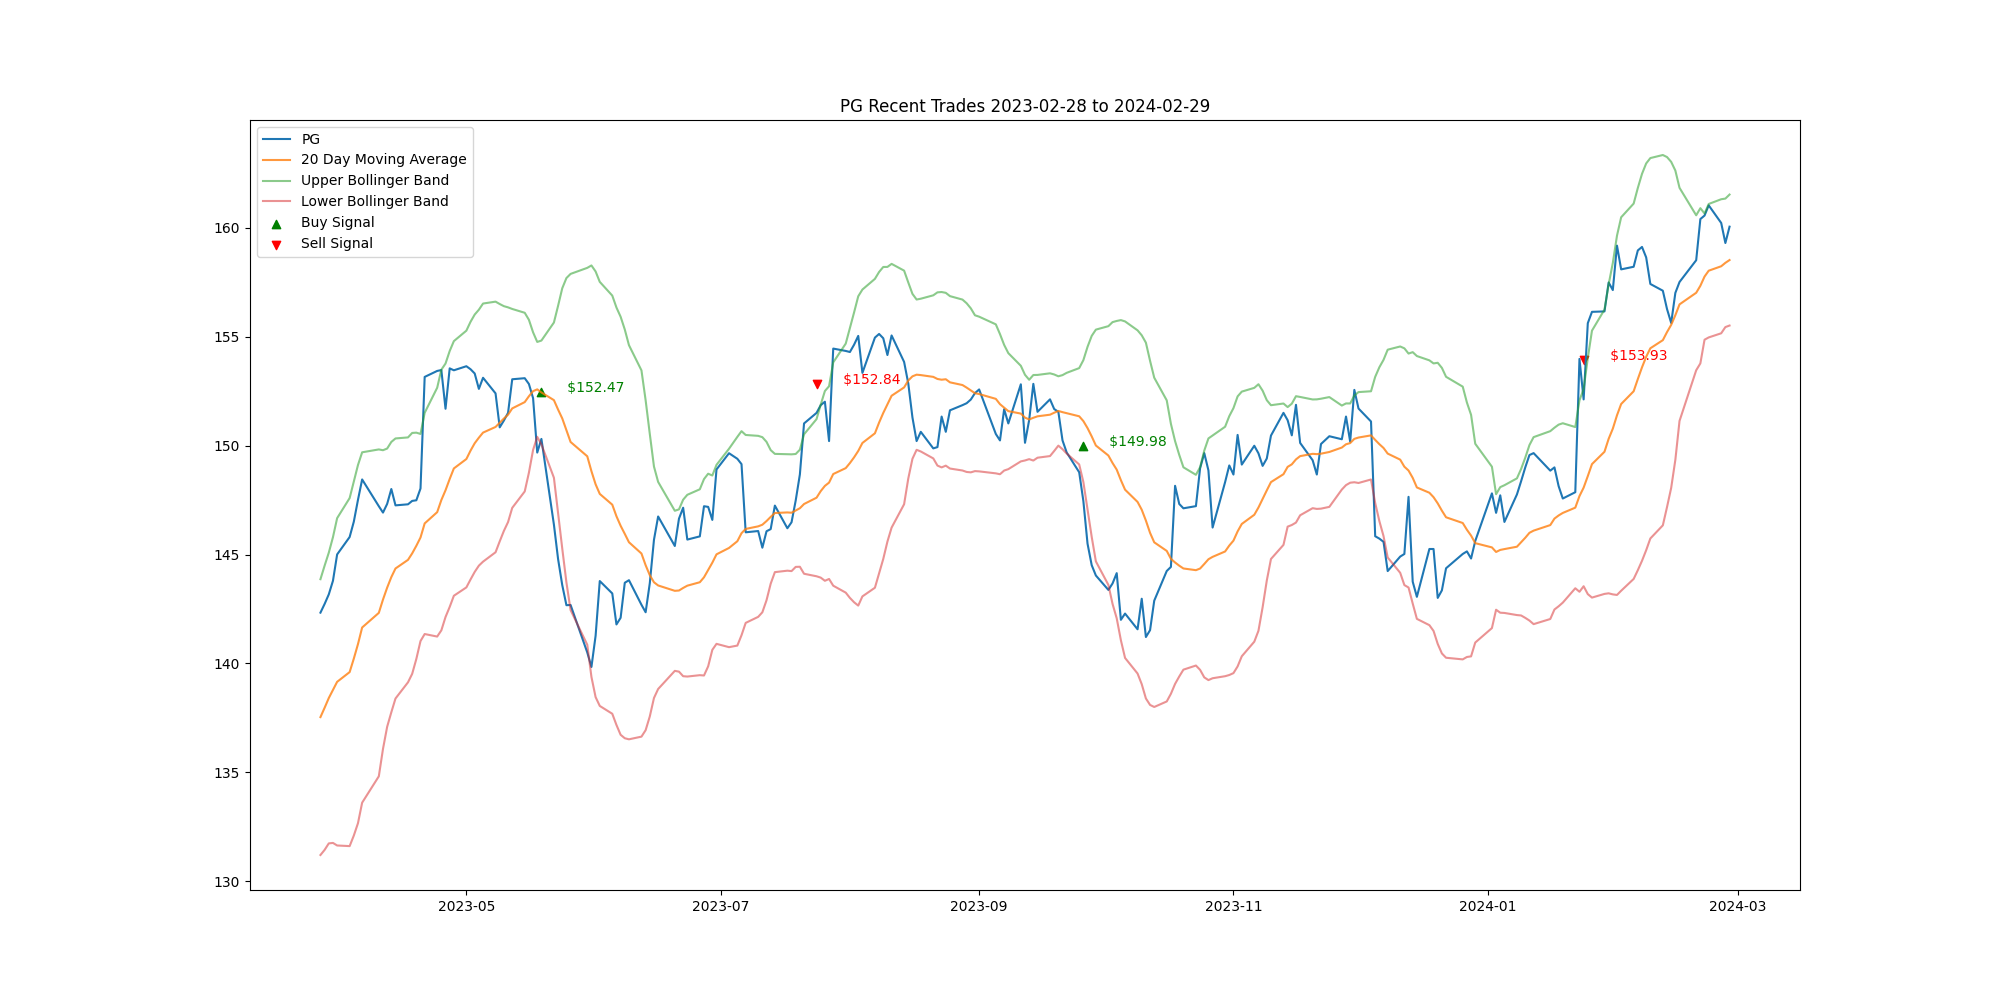 PG Recent Trades 2023-02-28 to 2024-02-29
PG
20 Day Moving Average
Upper Bollinger Band
Lower Bollinger Band
Buy Signal
Sell Signal
160
155
150
145
140
135
130
$152.47
$152.84
$149.98
$153.93
2023-05
2023-07
2023-09
2023-11
2024-01
2024-03